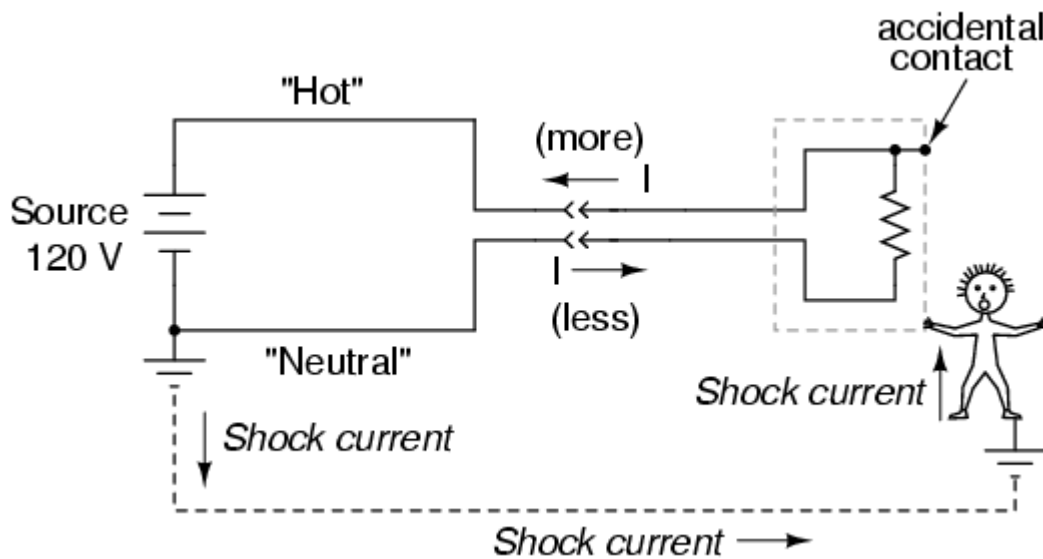 accidental
contact
"Hot"
(more)
I
Source
120 V
I
(less)
"Neutral"
Shock current
Shock current
Shock current